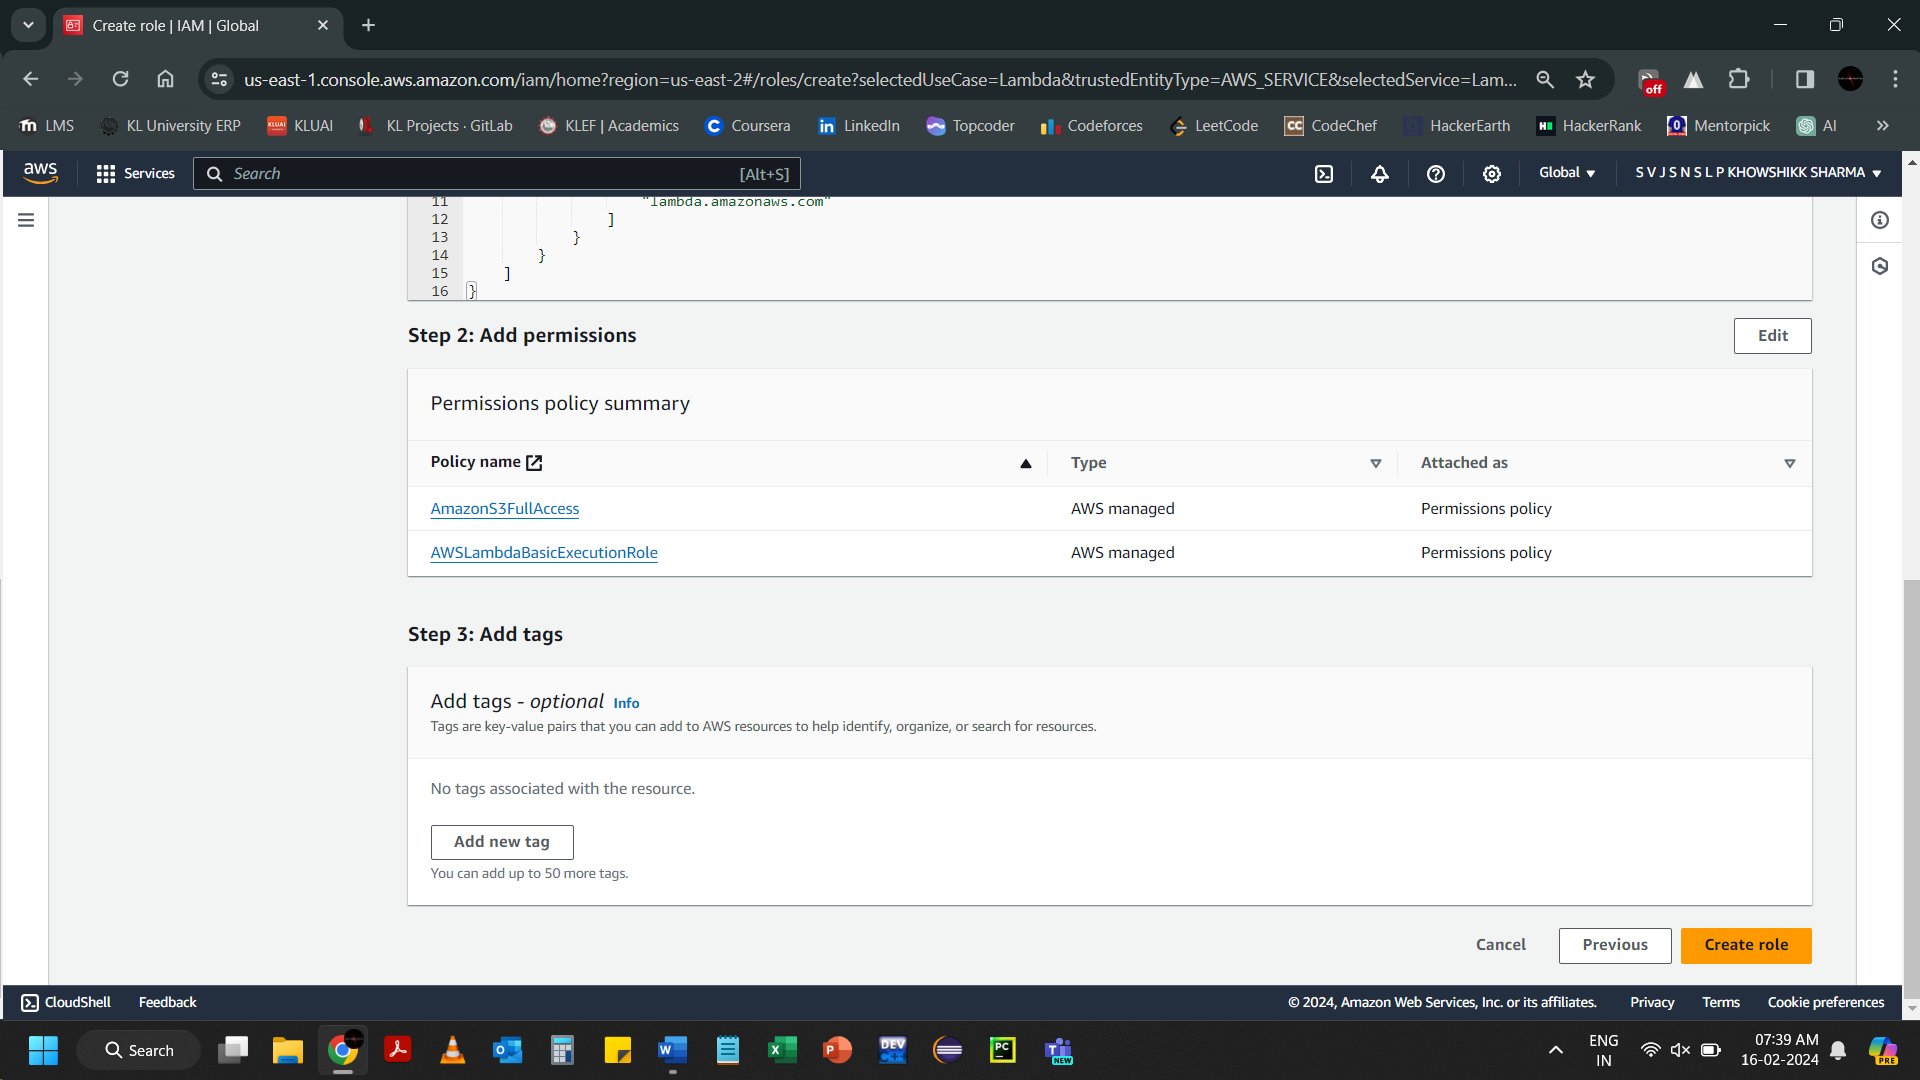 Create role | IAM | Global
us-east-1.console.aws.amazon.com/iam/home?region=us-east-2#/roles/create?selectedUseCase=Lambda&trustedEntityType=AWS_SERVICE&selectedService=Lam...
off
LMS KL University ERP KLUAI KL Projects · GitLab KLEF | Academics Coursera LinkedIn Topcoder Codeforces LeetCode CodeChef HackerEarth HackerRank Mentorpick AI
aws Services Search [Alt+S] Global S V J S N S L P KHOWSHIKK SHARMA
11 "lambda.amazonaws.com"
12 ]
13 }
14 }
15 ]
16 }
Step 2: Add permissions
Edit
Permissions policy summary
Policy name Type Attached as
AmazonS3FullAccess AWS managed Permissions policy
AWSLambdaBasicExecutionRole AWS managed Permissions policy
Step 3: Add tags
Add tags - optional Info
Tags are key-value pairs that you can add to AWS resources to help identify, organize, or search for resources.
No tags associated with the resource.
Add new tag
You can add up to 50 more tags.
Cancel Previous Create role
CloudShell Feedback © 2024, Amazon Web Services, Inc. or its affiliates. Privacy Terms Cookie preferences
Search
ENG
IN
07:39 AM
16-02-2024